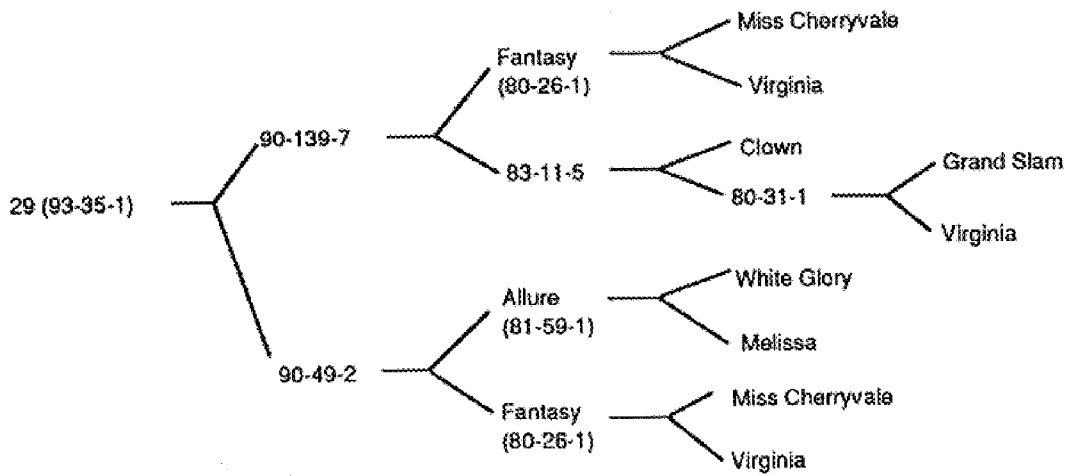 Miss Cherryvale
Fantasy
(80-26-1)
Virginia
90-139-7
Clown
83-11-5
Grand Slam
80-31-1
29 (93-35-1)
Virginia
White Glory
Allure
(81-59-1)
Melissa
90-49-2
Miss Cherryvale
Fantasy
(80-26-1)
Virginia